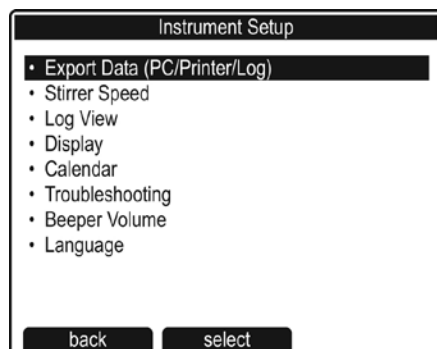 Instrument Setup
• Export Data (PC/Printer/Log)
• Stirrer Speed
• Log View
• Display
• Calendar
• Troubleshooting
• Beeper Volume
• Language
back select